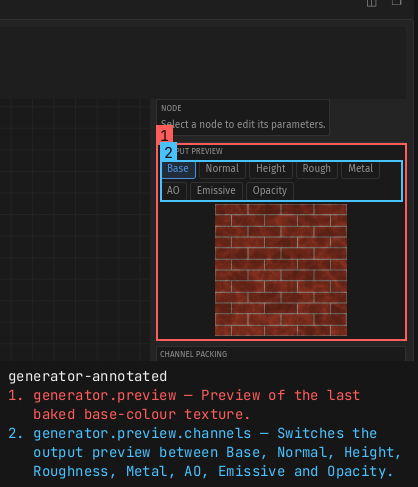 NODE
Select a node to edit its parameters.
1
2
PUT PREVIEW
Base Normal Height Rough Metal
AO Emissive Opacity
CHANNEL PACKING
generator-annotated
1. generator.preview — Preview of the last
baked base-colour texture.
2. generator.preview.channels — Switches the
output preview between Base, Normal, Height,
Roughness, Metal, AO, Emissive and Opacity.